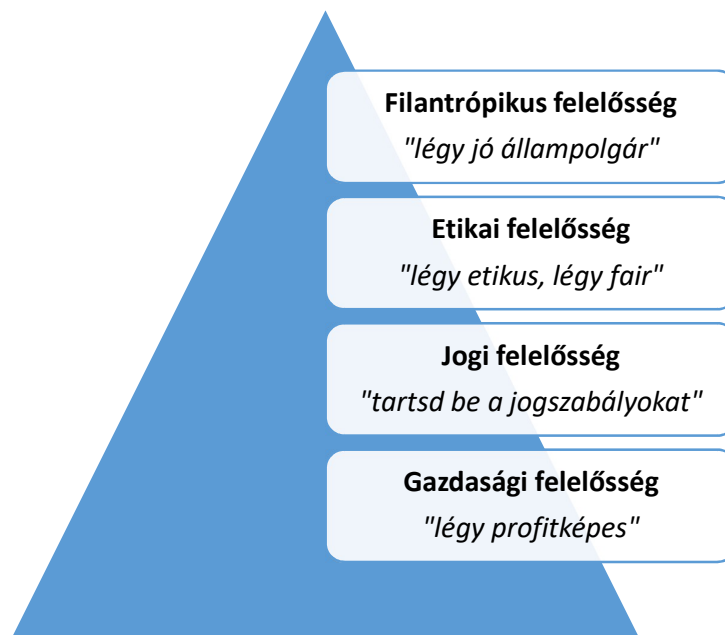 Filantrópikus felelősség
"légy jó állampolgár"
Etikai felelősség
"légy etikus, légy fair"
Jogi felelősség
"tartsd be a jogszabályokat"
Gazdasági felelősség
"légy profitképes"